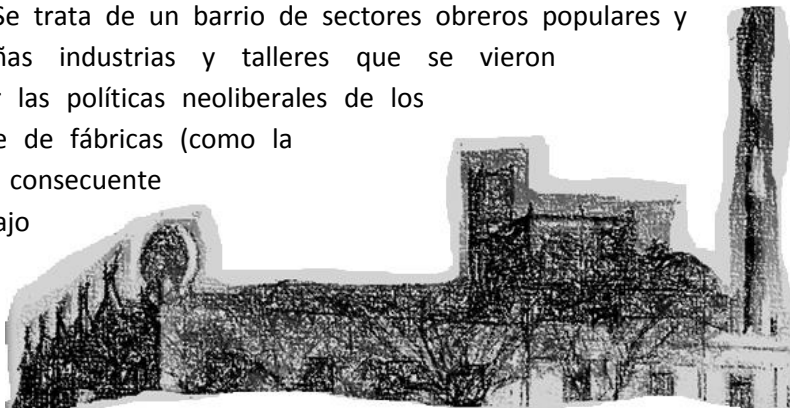 Se trata de un barrio de sectores obreros populares y
ñas industrias y talleres que se vieron
las políticas neoliberales de los
e de fábricas (como la
consecuente
ajo